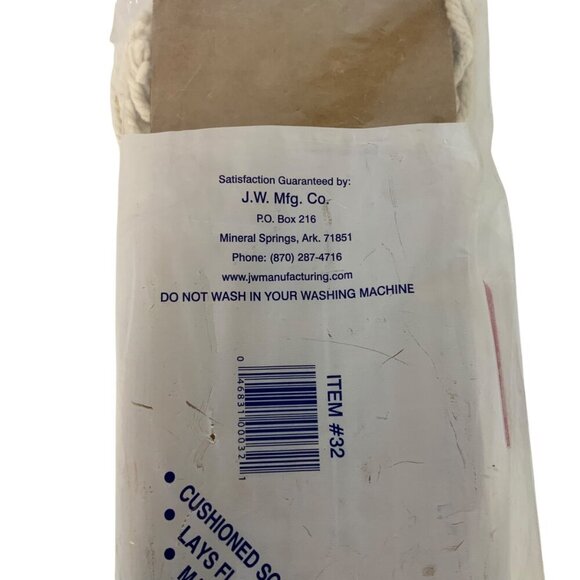 Satisfaction Guaranteed by:
J.W. Mfg. Co.
P.O. Box 216
Mineral Springs, Ark. 71851
Phone: (870) 287-4716
www.jwmanufacturing.com
DO NOT WASH IN YOUR WASHING MACHINE
ITEM #32
0 46831 00032 1
• CUSHIONED
• LAYS
•